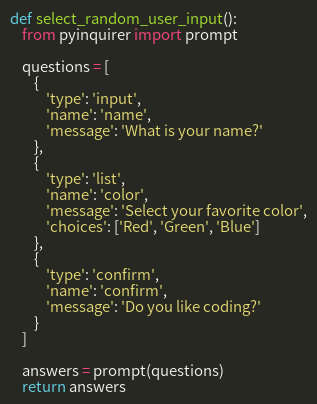 def select_random_user_input():
    from pyinquirer import prompt

    questions = [
        {
            'type': 'input',
            'name': 'name',
            'message': 'What is your name?'
        },
        {
            'type': 'list',
            'name': 'color',
            'message': 'Select your favorite color',
            'choices': ['Red', 'Green', 'Blue']
        },
        {
            'type': 'confirm',
            'name': 'confirm',
            'message': 'Do you like coding?'
        }
    ]

    answers = prompt(questions)
    return answers